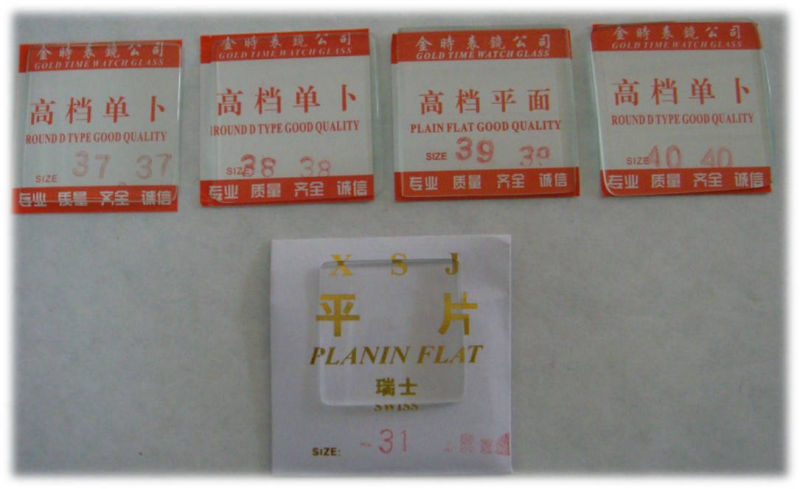 金時表鏡公司
GOLD TIME WATCH GLASS
高档单卜
ROUND D TYPE GOOD QUALITY
SIZE 37 37
专业 质量 齐全 诚信
金時表鏡公司
GOLD TIME WATCH GLASS
高档单卜
ROUND D TYPE GOOD QUALITY
SIZE 38 38
专业 质量 齐全 诚信
金時表鏡公司
GOLD TIME WATCH GLASS
高档平面
PLAIN FLAT GOOD QUALITY
SIZE 39 39
专业 质量 齐全 诚信
金時表鏡公司
GOLD TIME WATCH GLASS
高档单卜
ROUND D TYPE GOOD QUALITY
SIZE 40 40
专业 质量 齐全 诚信
X S J
平 片
PLANIN FLAT
瑞士
SWISS
SIZE: -31